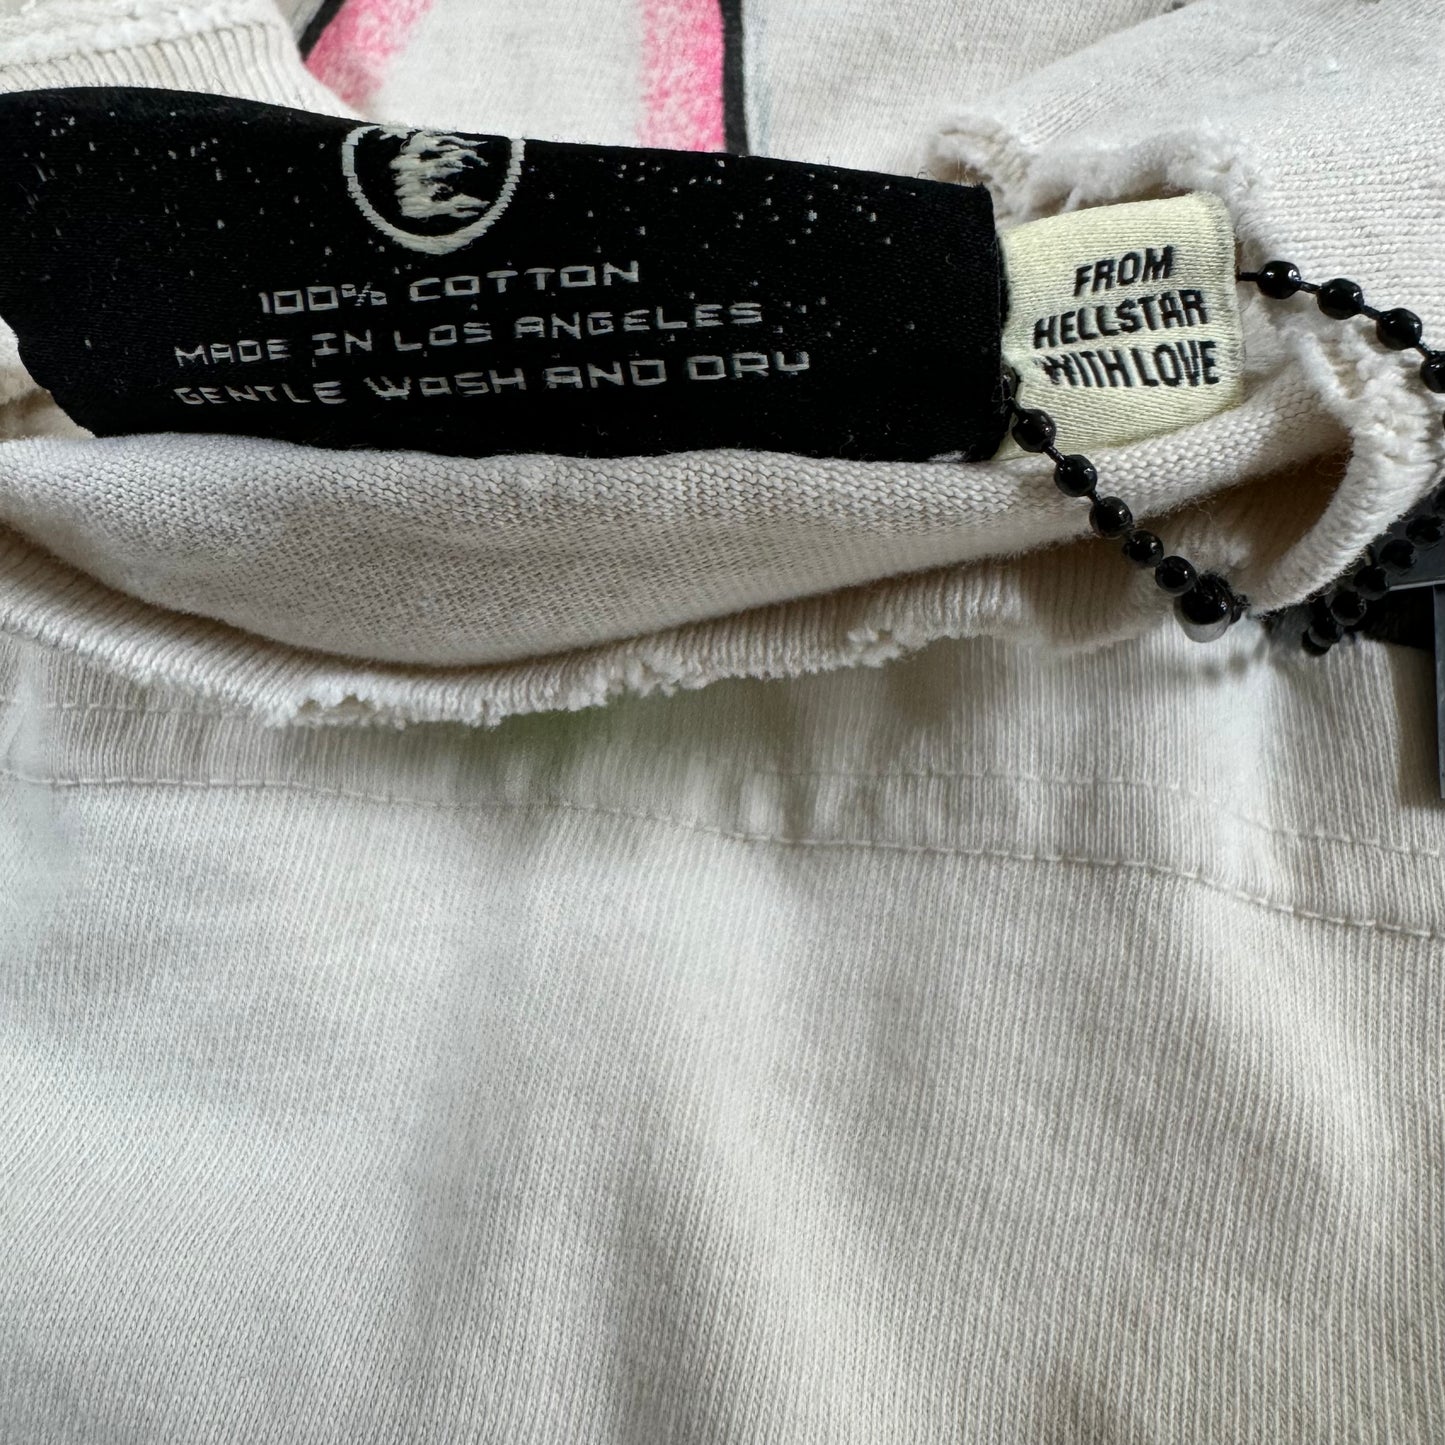 100% COTTON
MADE IN LOS ANGELES
GENTLE WASH AND DRY
FROM
HELLSTAR
WITH LOVE